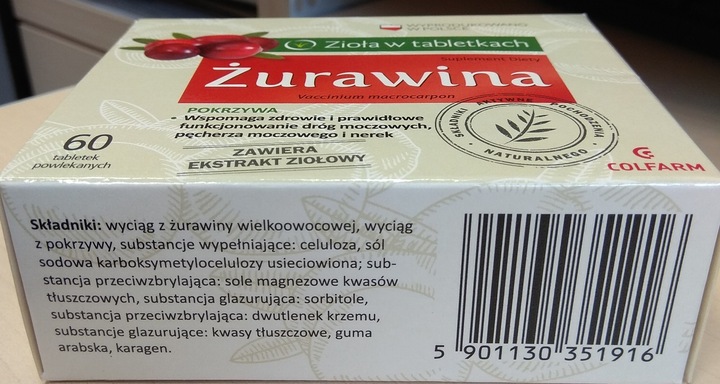 WYPRODUKOWANO
W POLSCE
Zioła w tabletkach
Suplement Diety
Żurawina
Vaccinium macrocarpon
POKRZYWA
• Wspomaga zdrowie i prawidłowe
funkcjonowanie dróg moczowych,
pęcherza moczowego i nerek
60
tabletek
powlekanych
ZAWIERA
EKSTRAKT ZIOŁOWY
SKŁADNIKI AKTYWNE POCHODZENIA
NATURALNEGO
COLFARM
Składniki: wyciąg z żurawiny wielkoowocowej, wyciąg
z pokrzywy, substancje wypełniające: celuloza, sól
sodowa karboksymetylocelulozy usieciowiona; sub-
stancja przeciwzbrylająca: sole magnezowe kwasów
tłuszczowych, substancja glazurująca: sorbitole,
substancja przeciwzbrylająca: dwutlenek krzemu,
substancje glazurujące: kwasy tłuszczowe, guma
arabska, karagen.
5 901130 351916